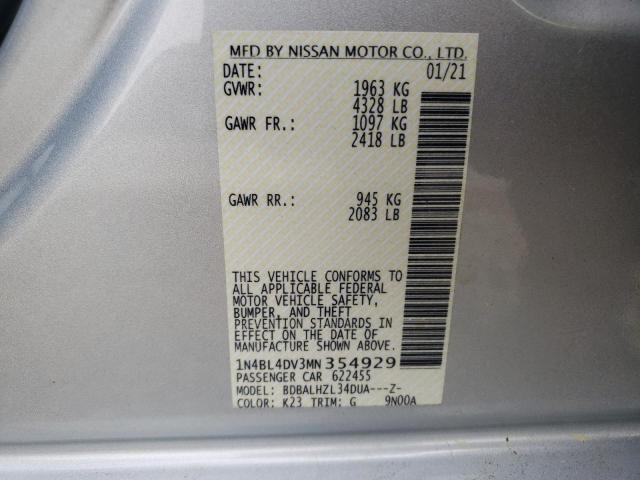 MFD BY NISSAN MOTOR CO., LTD.
DATE: 01/21
GVWR: 1963 KG
4328 LB
GAWR FR.: 1097 KG
2418 LB
GAWR RR.: 945 KG
2083 LB
THIS VEHICLE CONFORMS TO
ALL APPLICABLE FEDERAL
MOTOR VEHICLE SAFETY,
BUMPER, AND THEFT
PREVENTION STANDARDS IN
EFFECT ON THE DATE OF
MANUFACTURE SHOWN ABOVE.
1N4BL4DV3MN354929
PASSENGER CAR 622455
MODEL: BDBALHZL34DUA---Z-
COLOR: K23 TRIM: G 9N00A